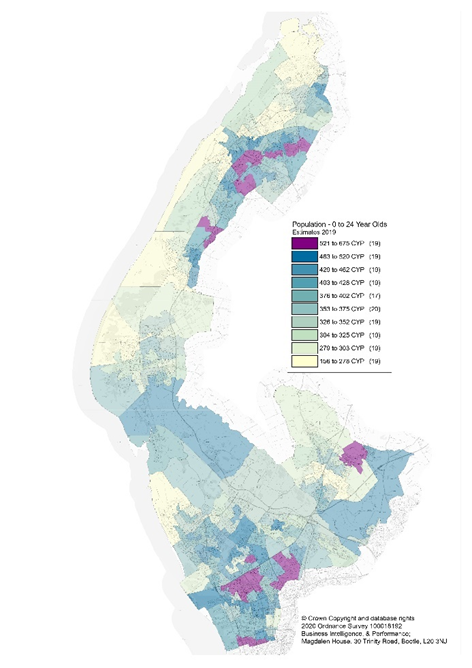 Population - 0 to 24 Year Olds
Estimates 2019
521 to 675 CYP (19)
463 to 520 CYP (19)
429 to 462 CYP (19)
403 to 428 CYP (19)
376 to 402 CYP (17)
353 to 375 CYP (20)
326 to 352 CYP (19)
304 to 325 CYP (19)
279 to 303 CYP (19)
156 to 278 CYP (19)
© Crown Copyright and database rights
2020 Ordnance Survey 100018192
Business Intelligence, & Performance;
Magdalen House, 30 Trinity Road, Bootle, L20 3NJ